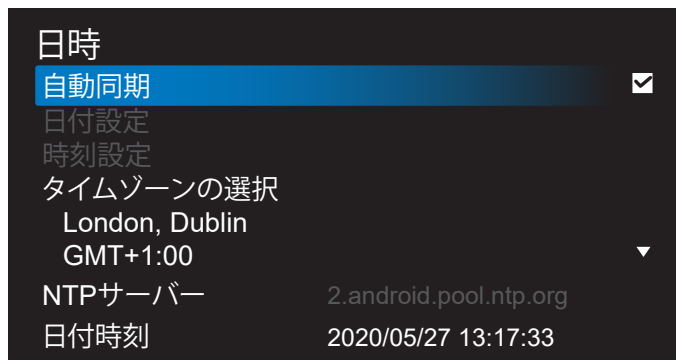 日時
自動同期
日付設定
時刻設定
タイムゾーンの選択
London, Dublin
GMT+1:00
NTPサーバー 2.android.pool.ntp.org
日付時刻 2020/05/27 13:17:33